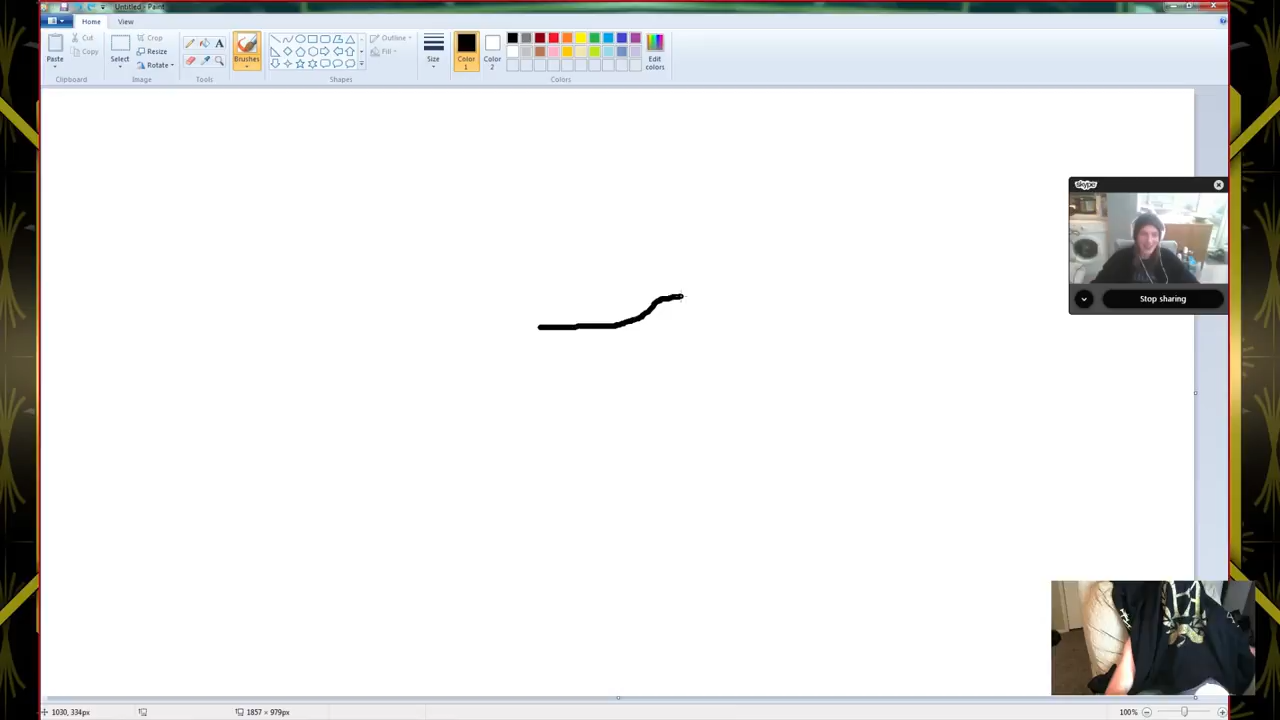 Untitled - Paint
Home View
Paste
Cut
Copy
Clipboard
Select
Crop
Resize
Rotate
Image
A
Tools
Brushes
Outline
Fill
Shapes
Size
Color
1
Color
2
Edit
colors
Colors
skype
Stop sharing
1030, 334px
1857 × 979px
100%